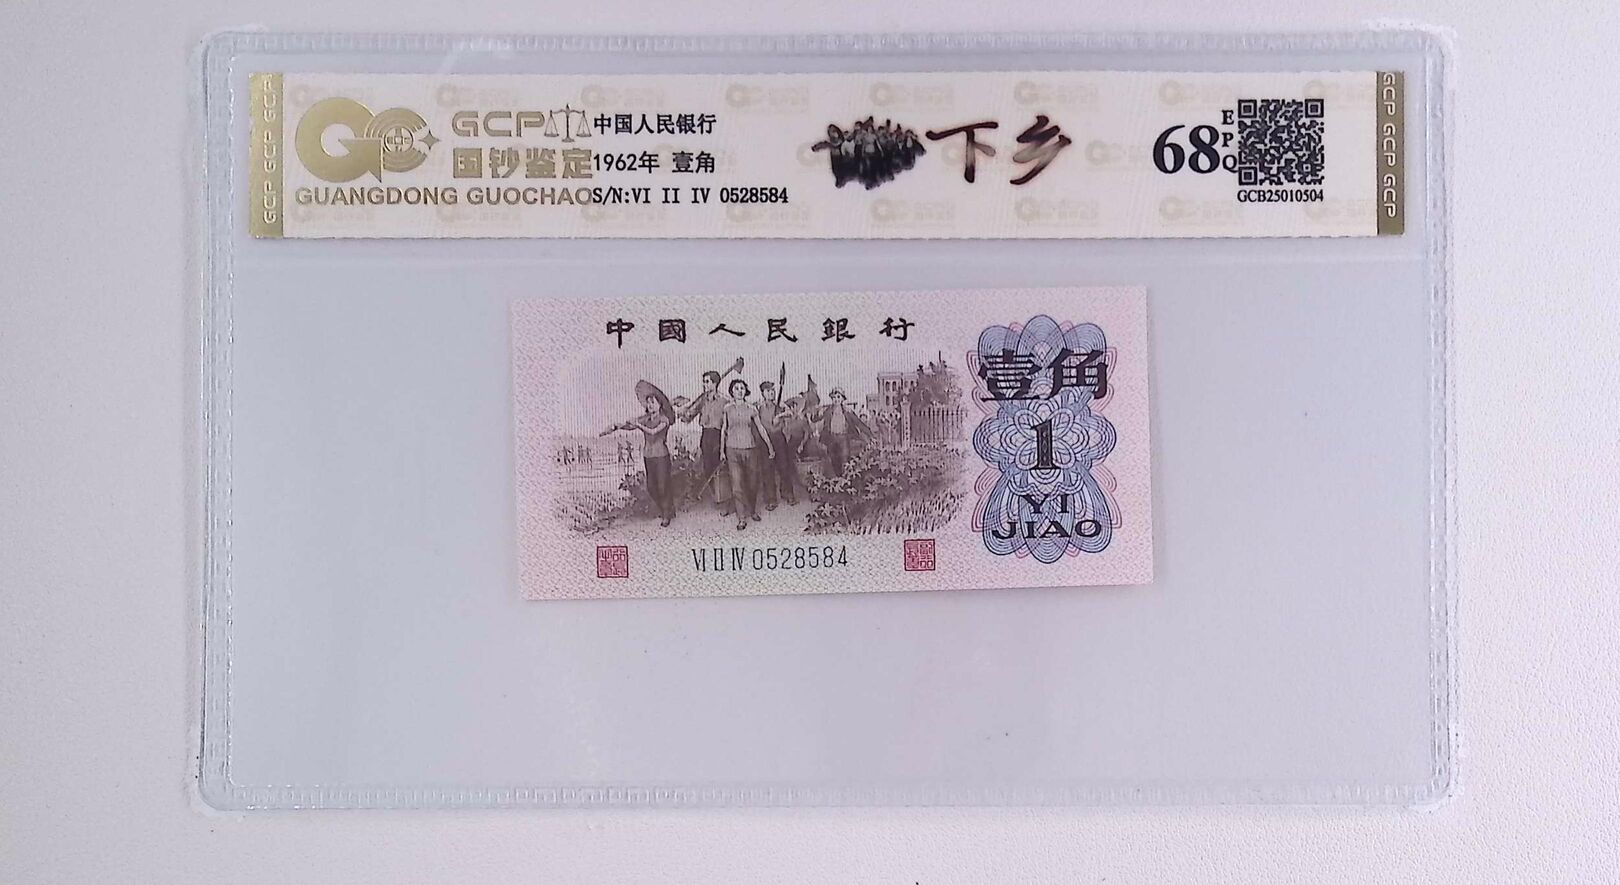 GCP GCP GCP
GCP 中国人民银行
国钞鉴定 1962年 壹角
GUANGDONG GUOCHAO S/N:VI II IV 0528584
下乡
68 EPQ
GCB25010504
GCP GCP GCP
中國人民銀行
壹角
1
YI
JIAO
VI II IV 0528584